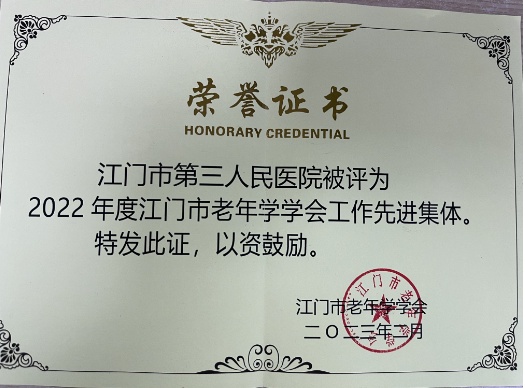 荣誉证书
HONORARY CREDENTIAL
江门市第三人民医院被评为
2022年度江门市老年学学会工作先进集体。
特发此证，以资鼓励。
江门市老年学学会
二〇二三年二月